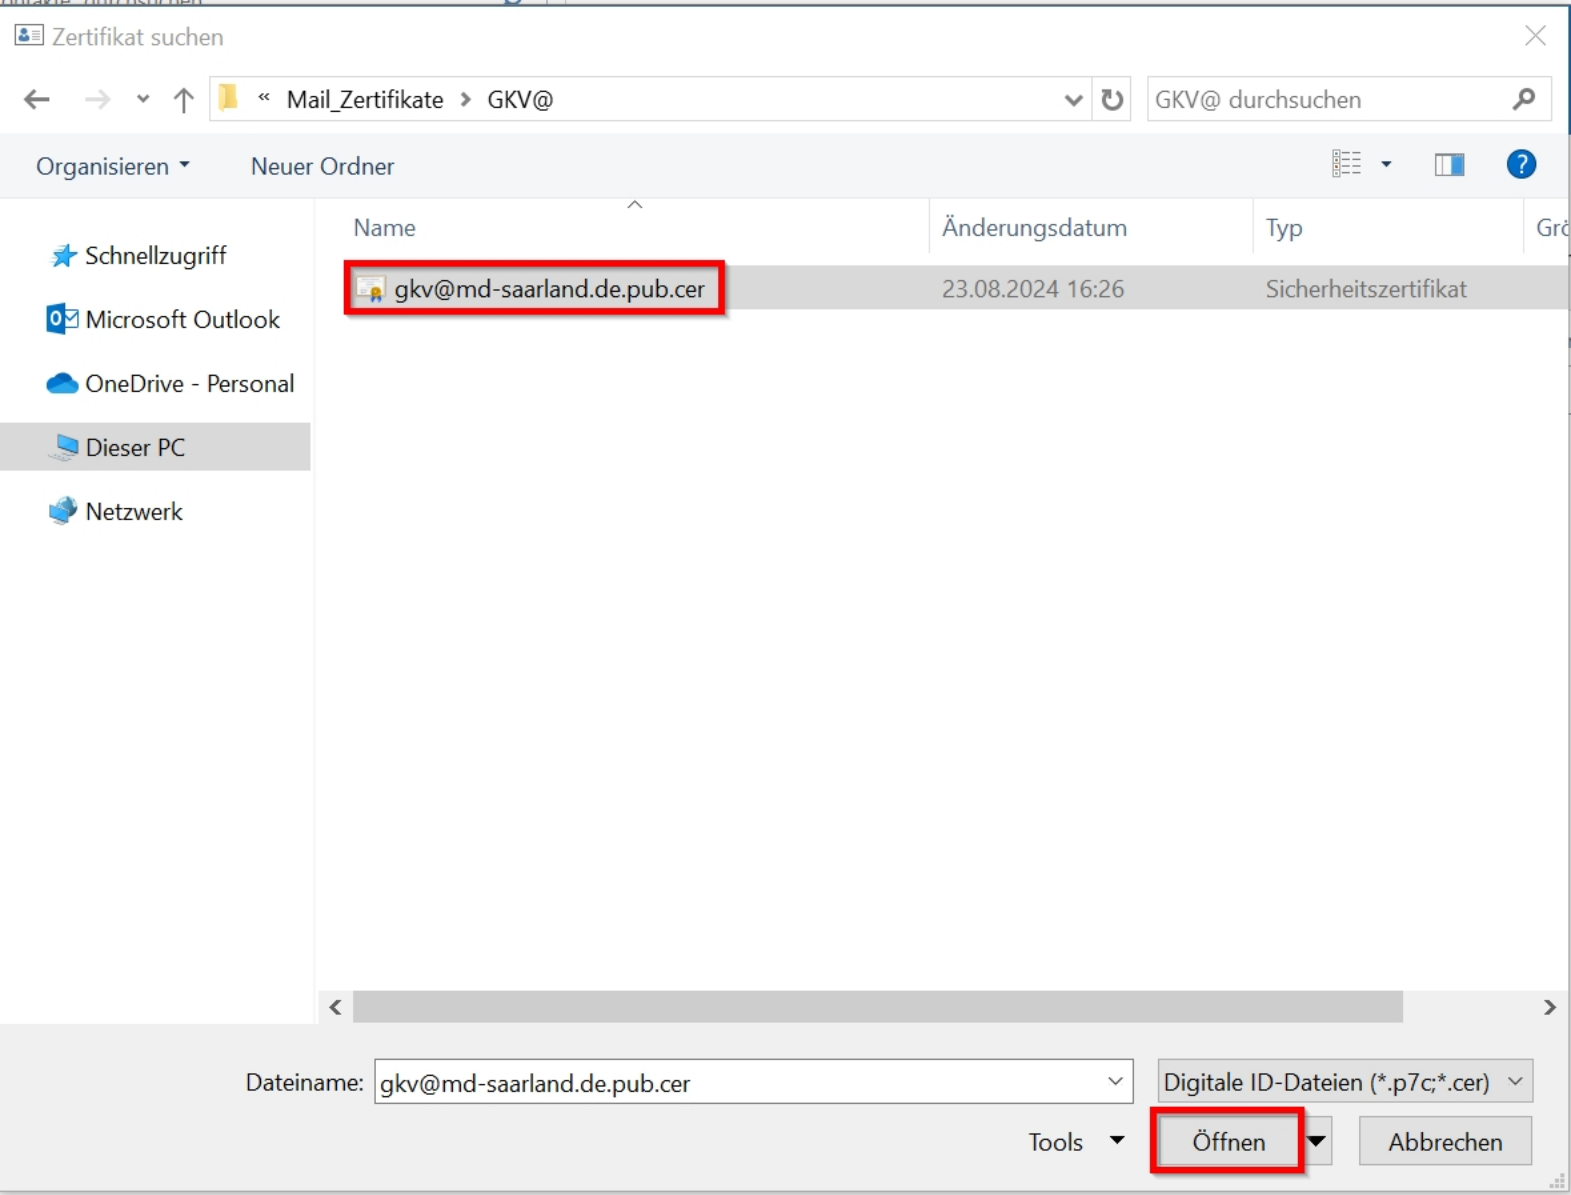 Zertifikat suchen
« Mail_Zertifikate > GKV@
GKV@ durchsuchen
Organisieren
Neuer Ordner
Name
Änderungsdatum
Typ
Schnellzugriff
gkv@md-saarland.de.pub.cer
23.08.2024 16:26
Sicherheitszertifikat
Microsoft Outlook
OneDrive - Personal
Dieser PC
Netzwerk
Dateiname:
gkv@md-saarland.de.pub.cer
Digitale ID-Dateien (*.p7c;*.cer)
Tools
Öffnen
Abbrechen